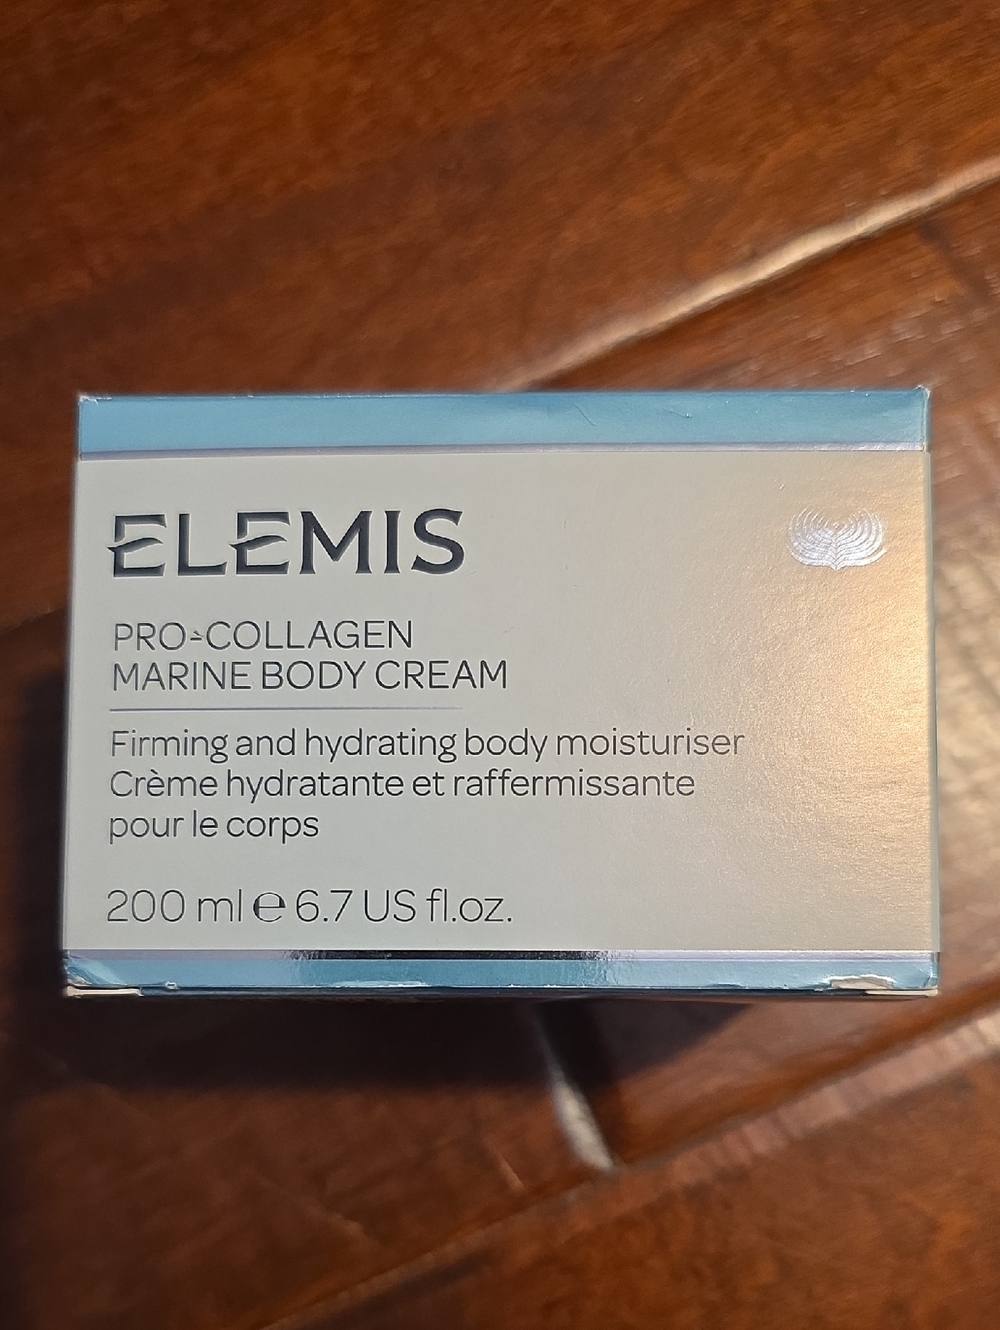 ELEMIS
PRO-COLLAGEN
MARINE BODY CREAM
Firming and hydrating body moisturiser
Crème hydratante et raffermissante
pour le corps
200 ml ℮ 6.7 US fl.oz.